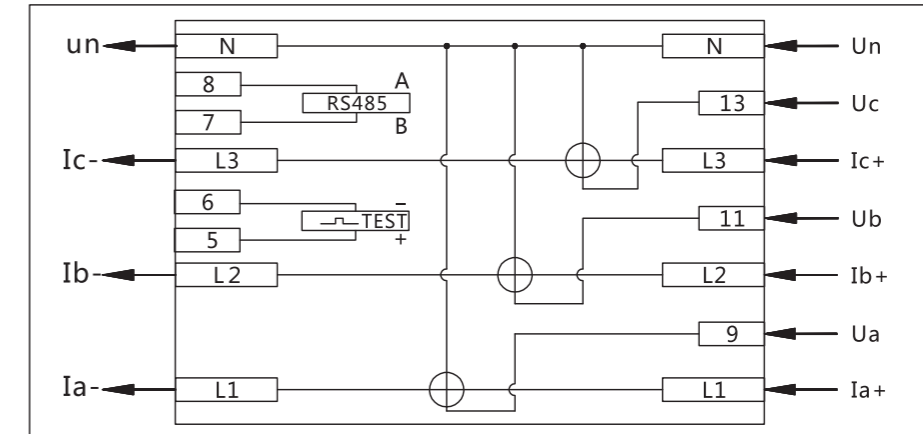 un N N Un
8 A
RS485 13 Uc
7 B
Ic- L3 L3 Ic+
6 −
TEST 11 Ub
5 +
Ib- L2 L2 Ib+
9 Ua
Ia- L1 L1 Ia+